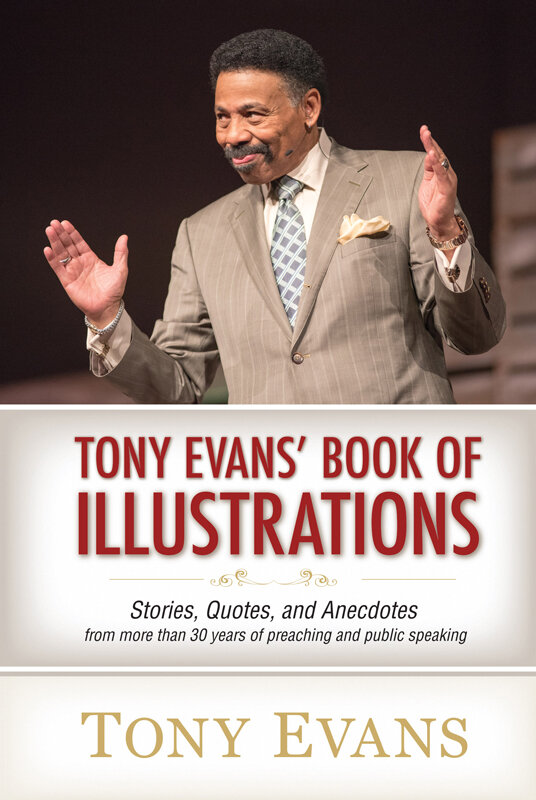 TONY EVANS’ BOOK OF
ILLUSTRATIONS
Stories, Quotes, and Anecdotes
from more than 30 years of preaching and public speaking
TONY EVANS